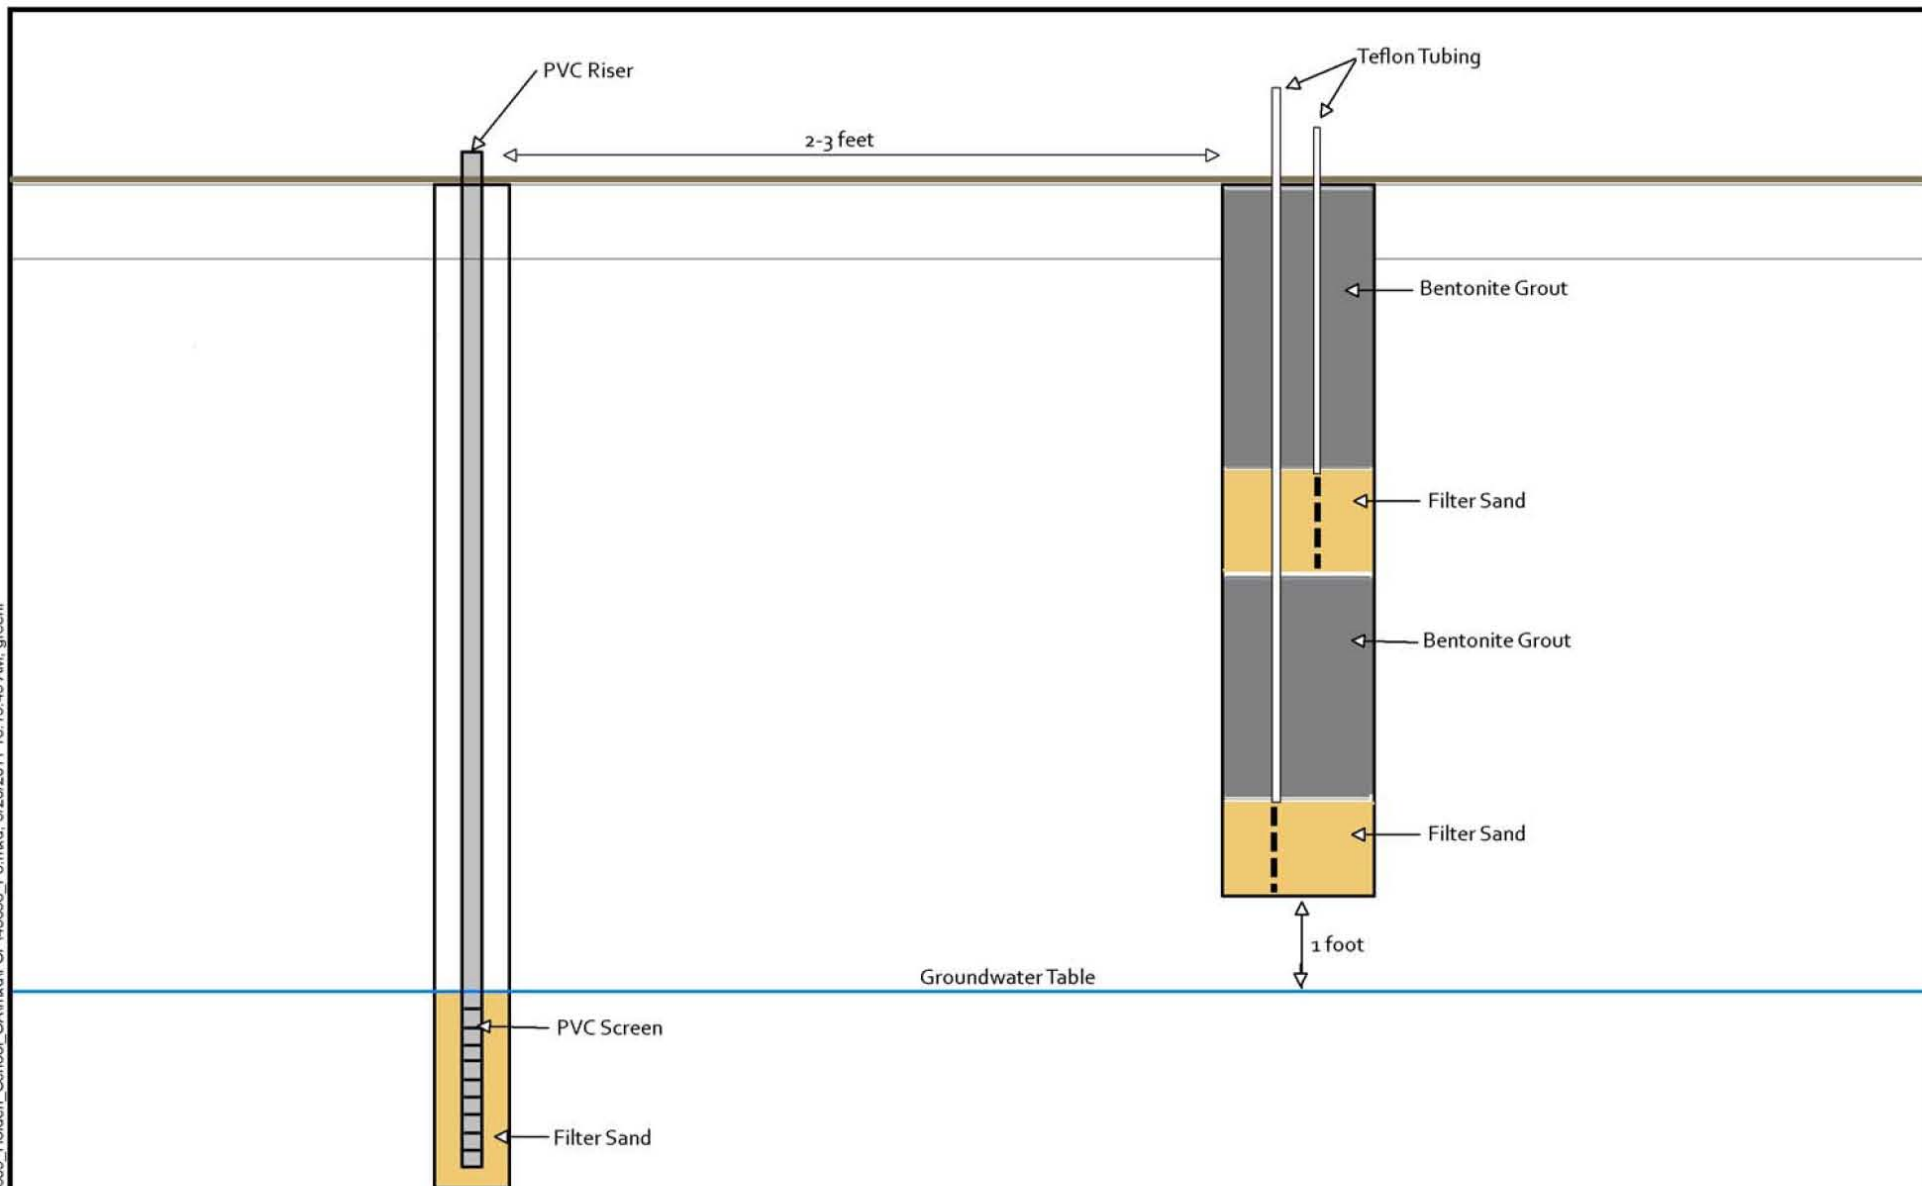 PVC Riser
Teflon Tubing
2-3 feet
Bentonite Grout
Filter Sand
Bentonite Grout
Filter Sand
1 foot
Groundwater Table
PVC Screen
Filter Sand